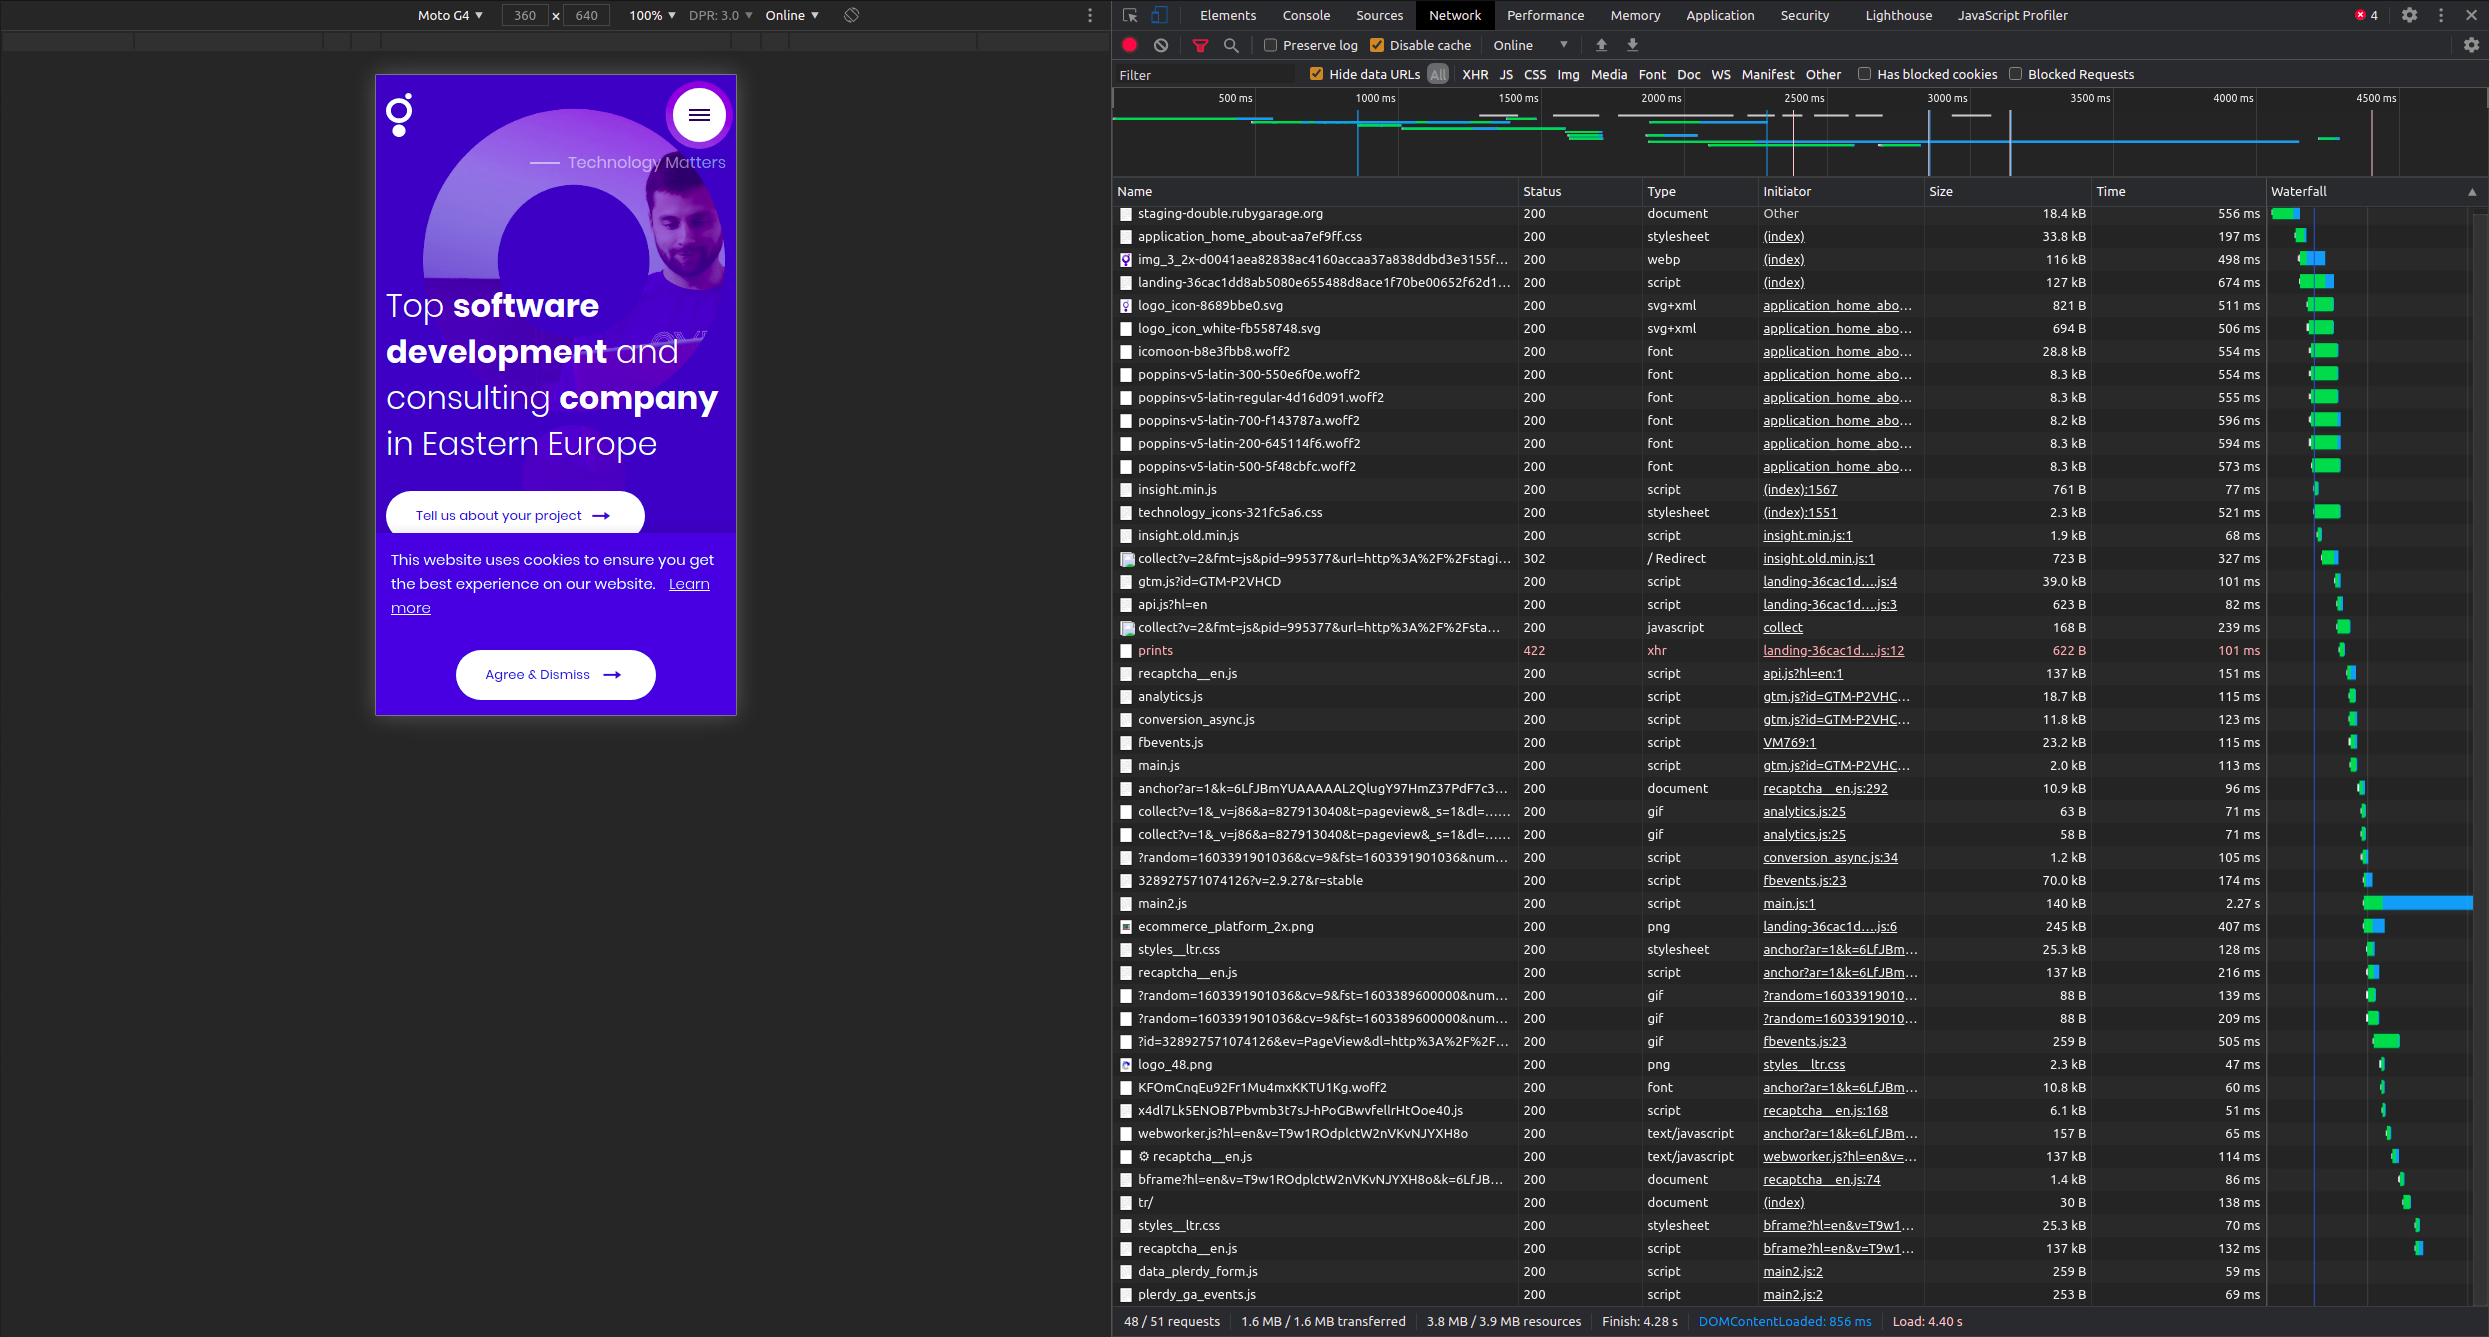 Moto G4 360 × 640 100% DPR: 3.0 Online
Elements Console Sources Network Performance Memory Application Security Lighthouse JavaScript Profiler 4
Preserve log Disable cache Online
Filter Hide data URLs All XHR JS CSS Img Media Font Doc WS Manifest Other Has blocked cookies Blocked Requests
500 ms 1000 ms 1500 ms 2000 ms 2500 ms 3000 ms 3500 ms 4000 ms 4500 ms
Technology Matters
Top software
development and
consulting company
in Eastern Europe
Tell us about your project
This website uses cookies to ensure you get
the best experience on our website. Learn
more
Agree & Dismiss
Name Status Type Initiator Size Time Waterfall
staging-double.rubygarage.org 200 document Other 18.4 kB 556 ms
application_home_about-aa7ef9ff.css 200 stylesheet (index) 33.8 kB 197 ms
img_3_2x-d0041aea82838ac4160accaa37a838ddbd3e3155f... 200 webp (index) 116 kB 498 ms
landing-36cac1dd8ab5080e655488d8ace1f70be00652f62d1... 200 script (index) 127 kB 674 ms
logo_icon-8689bbe0.svg 200 svg+xml application_home_abo... 821 B 511 ms
logo_icon_white-fb558748.svg 200 svg+xml application_home_abo... 694 B 506 ms
icomoon-b8e3fbb8.woff2 200 font application_home_abo... 28.8 kB 554 ms
poppins-v5-latin-300-550e6f0e.woff2 200 font application_home_abo... 8.3 kB 554 ms
poppins-v5-latin-regular-4d16d091.woff2 200 font application_home_abo... 8.3 kB 555 ms
poppins-v5-latin-700-f143787a.woff2 200 font application_home_abo... 8.2 kB 596 ms
poppins-v5-latin-200-645114f6.woff2 200 font application_home_abo... 8.3 kB 594 ms
poppins-v5-latin-500-5f48cbfc.woff2 200 font application_home_abo... 8.3 kB 573 ms
insight.min.js 200 script (index):1567 761 B 77 ms
technology_icons-321fc5a6.css 200 stylesheet (index):1551 2.3 kB 521 ms
insight.old.min.js 200 script insight.min.js:1 1.9 kB 68 ms
collect?v=2&fmt=js&pid=995377&url=http%3A%2F%2Fstagi... 302 / Redirect insight.old.min.js:1 723 B 327 ms
gtm.js?id=GTM-P2VHCD 200 script landing-36cac1d....js:4 39.0 kB 101 ms
api.js?hl=en 200 script landing-36cac1d....js:3 623 B 82 ms
collect?v=2&fmt=js&pid=995377&url=http%3A%2F%2Fsta... 200 javascript collect 168 B 239 ms
prints 422 xhr landing-36cac1d....js:12 622 B 101 ms
recaptcha__en.js 200 script api.js?hl=en:1 137 kB 151 ms
analytics.js 200 script gtm.js?id=GTM-P2VHC... 18.7 kB 115 ms
conversion_async.js 200 script gtm.js?id=GTM-P2VHC... 11.8 kB 123 ms
fbevents.js 200 script VM769:1 23.2 kB 115 ms
main.js 200 script gtm.js?id=GTM-P2VHC... 2.0 kB 113 ms
anchor?ar=1&k=6LfJBmYUAAAAAL2QlugY97HmZ37PdF7c3... 200 document recaptcha__en.js:292 10.9 kB 96 ms
collect?v=1&_v=j86&a=827913040&t=pageview&_s=1&dl=...... 200 gif analytics.js:25 63 B 71 ms
collect?v=1&_v=j86&a=827913040&t=pageview&_s=1&dl=...... 200 gif analytics.js:25 58 B 71 ms
?random=1603391901036&cv=9&fst=1603391901036&num... 200 script conversion_async.js:34 1.2 kB 105 ms
328927571074126?v=2.9.27&r=stable 200 script fbevents.js:23 70.0 kB 174 ms
main2.js 200 script main.js:1 140 kB 2.27 s
ecommerce_platform_2x.png 200 png landing-36cac1d....js:6 245 kB 407 ms
styles__ltr.css 200 stylesheet anchor?ar=1&k=6LfJBm... 25.3 kB 128 ms
recaptcha__en.js 200 script anchor?ar=1&k=6LfJBm... 137 kB 216 ms
?random=1603391901036&cv=9&fst=1603389600000&num... 200 gif ?random=16033919010... 88 B 139 ms
?random=1603391901036&cv=9&fst=1603389600000&num... 200 gif ?random=16033919010... 88 B 209 ms
?id=328927571074126&ev=PageView&dl=http%3A%2F%2F... 200 gif fbevents.js:23 259 B 505 ms
logo_48.png 200 png styles__ltr.css 2.3 kB 47 ms
KFOmCnqEu92Fr1Mu4mxKKTU1Kg.woff2 200 font anchor?ar=1&k=6LfJBm... 10.8 kB 60 ms
x4dl7Lk5ENOB7Pbvmb3t7sJ-hPoGBwvfellrHtOoe40.js 200 script recaptcha__en.js:168 6.1 kB 51 ms
webworker.js?hl=en&v=T9w1ROdplctW2nVKvNJYXH8o 200 text/javascript anchor?ar=1&k=6LfJBm... 157 B 65 ms
recaptcha__en.js 200 text/javascript webworker.js?hl=en&v=... 137 kB 114 ms
bframe?hl=en&v=T9w1ROdplctW2nVKvNJYXH8o&k=6LfJB... 200 document recaptcha__en.js:74 1.4 kB 86 ms
tr/ 200 document (index) 30 B 138 ms
styles__ltr.css 200 stylesheet bframe?hl=en&v=T9w1... 25.3 kB 70 ms
recaptcha__en.js 200 script bframe?hl=en&v=T9w1... 137 kB 132 ms
data_plerdy_form.js 200 script main2.js:2 259 B 59 ms
plerdy_ga_events.js 200 script main2.js:2 253 B 69 ms
48 / 51 requests 1.6 MB / 1.6 MB transferred 3.8 MB / 3.9 MB resources Finish: 4.28 s DOMContentLoaded: 856 ms Load: 4.40 s